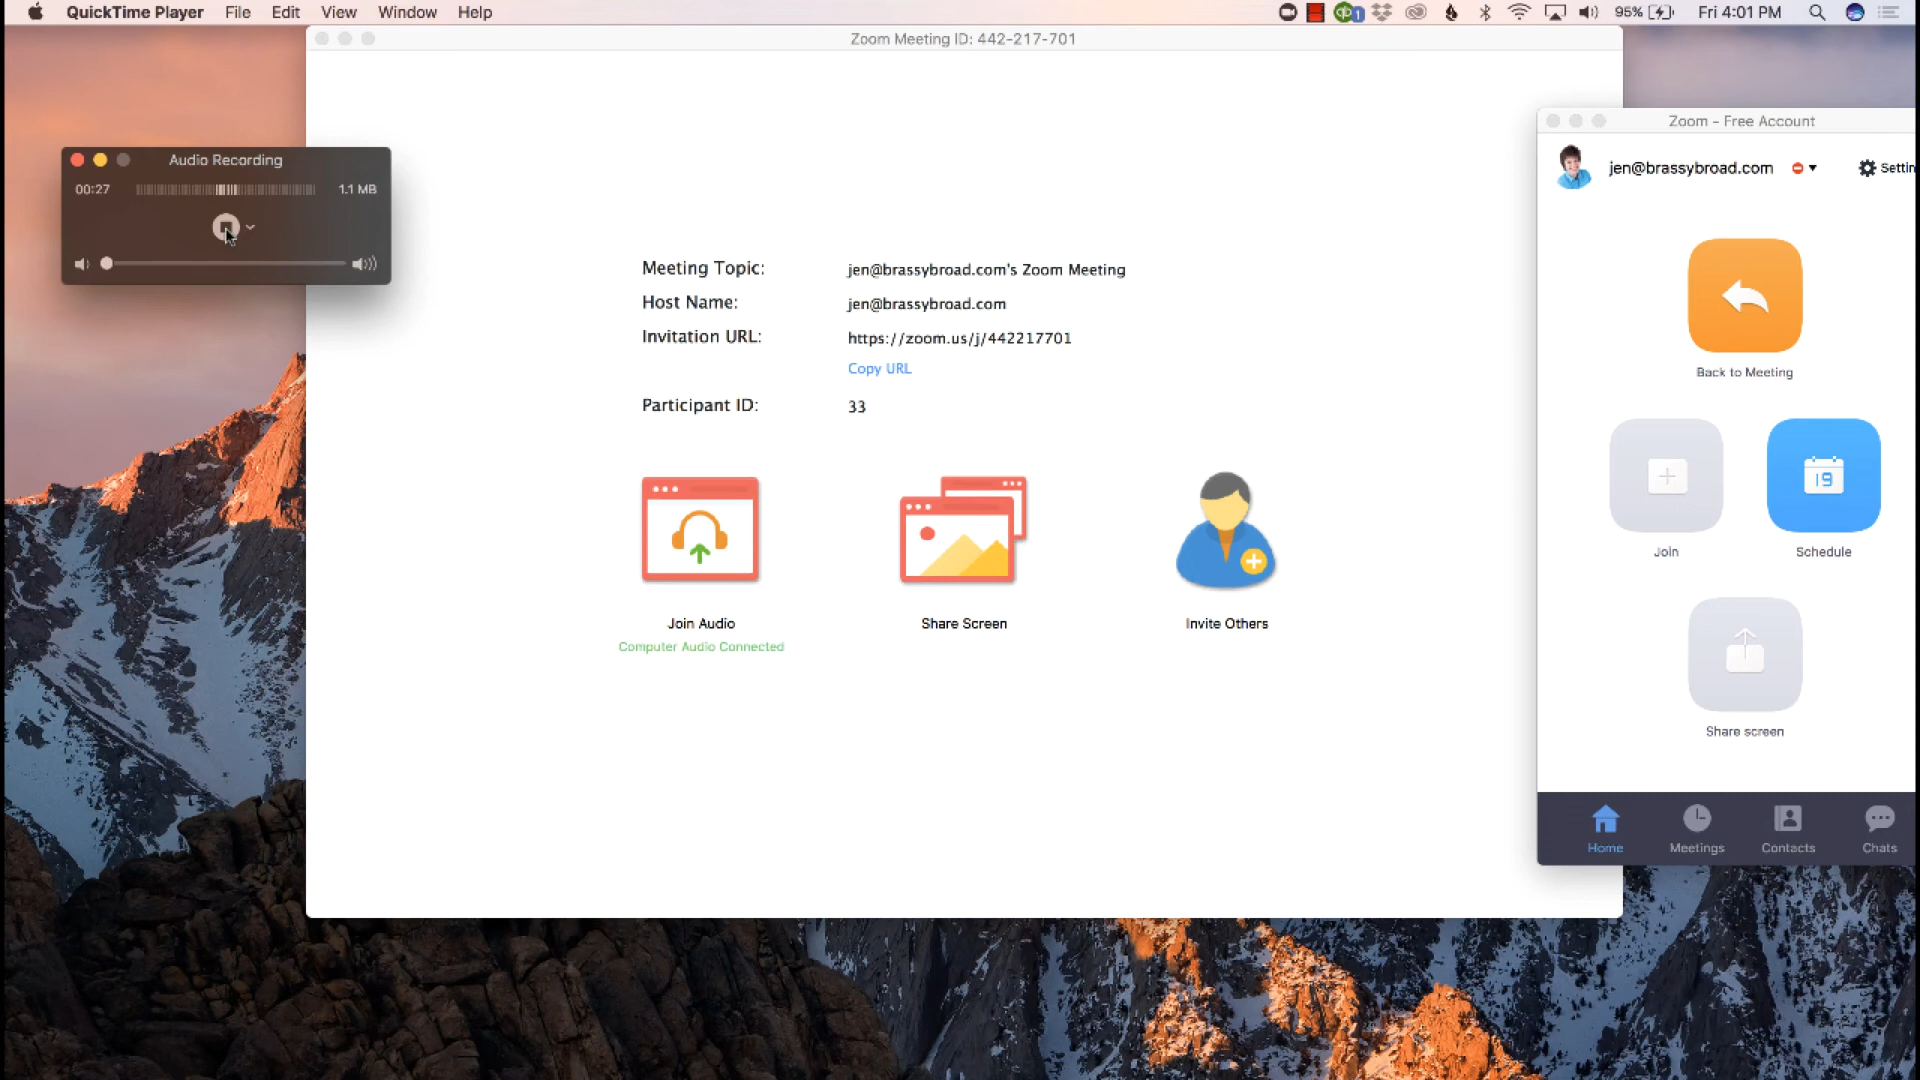 QuickTime Player File Edit View Window Help
1 95% Fri 4:01 PM
Zoom Meeting ID: 442-217-701
Audio Recording
00:27 1.1 MB
Zoom - Free Account
jen@brassybroad.com Settin
Meeting Topic: jen@brassybroad.com's Zoom Meeting
Host Name: jen@brassybroad.com
Invitation URL: https://zoom.us/j/442217701
Copy URL
Participant ID: 33
Join Audio
Computer Audio Connected
Share Screen
Invite Others
Back to Meeting
Join
19
Schedule
Share screen
Home Meetings Contacts Chats